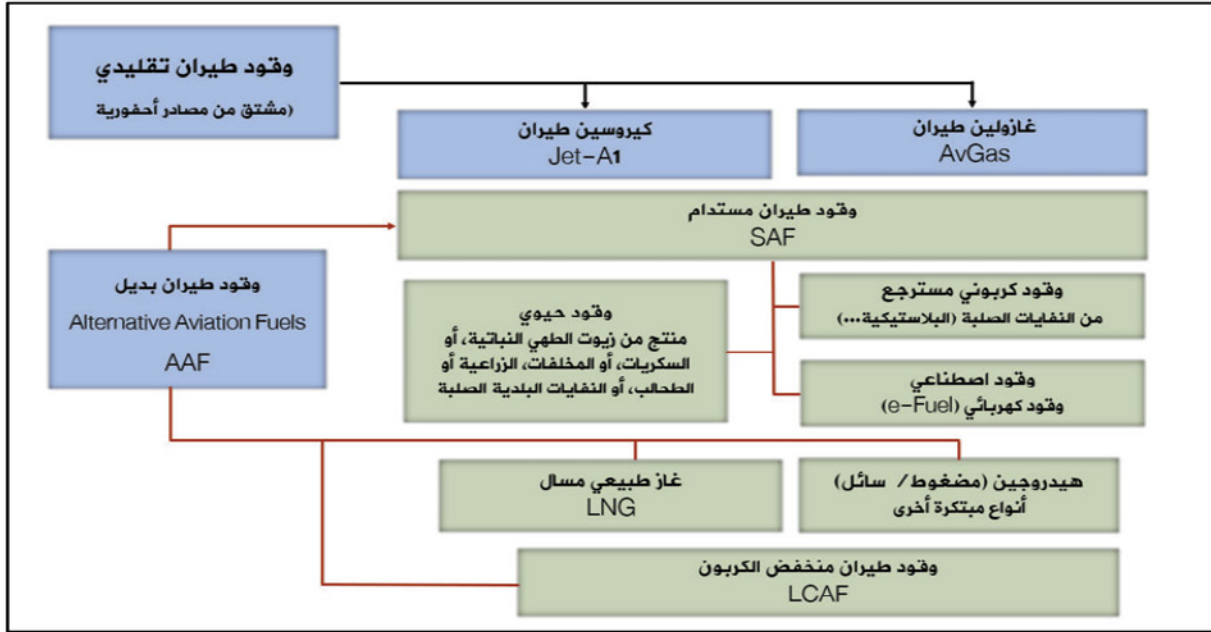 وقود طيران تقليدي
(مشتق من مصادر أحفورية
كيروسين طيران
Jet-A1
غازولين طيران
AvGas
وقود طيران مستدام
SAF
وقود طيران بديل
Alternative Aviation Fuels
AAF
وقود كربوني مسترجع
من النفايات الصلبة (البلاستيكية...)
وقود حيوي
منتج من زيوت الطهي النباتية، أو
السكريات، أو المخلفات، الزراعية أو
الطحالب، أو النفايات البلدية الصلبة
وقود اصطناعي
وقود كهربائي (e-Fuel)
هيدروجين (مضغوط/ سائل)
أنواع مبتكرة أخرى
غاز طبيعي مسال
LNG
وقود طيران منخفض الكربون
LCAF